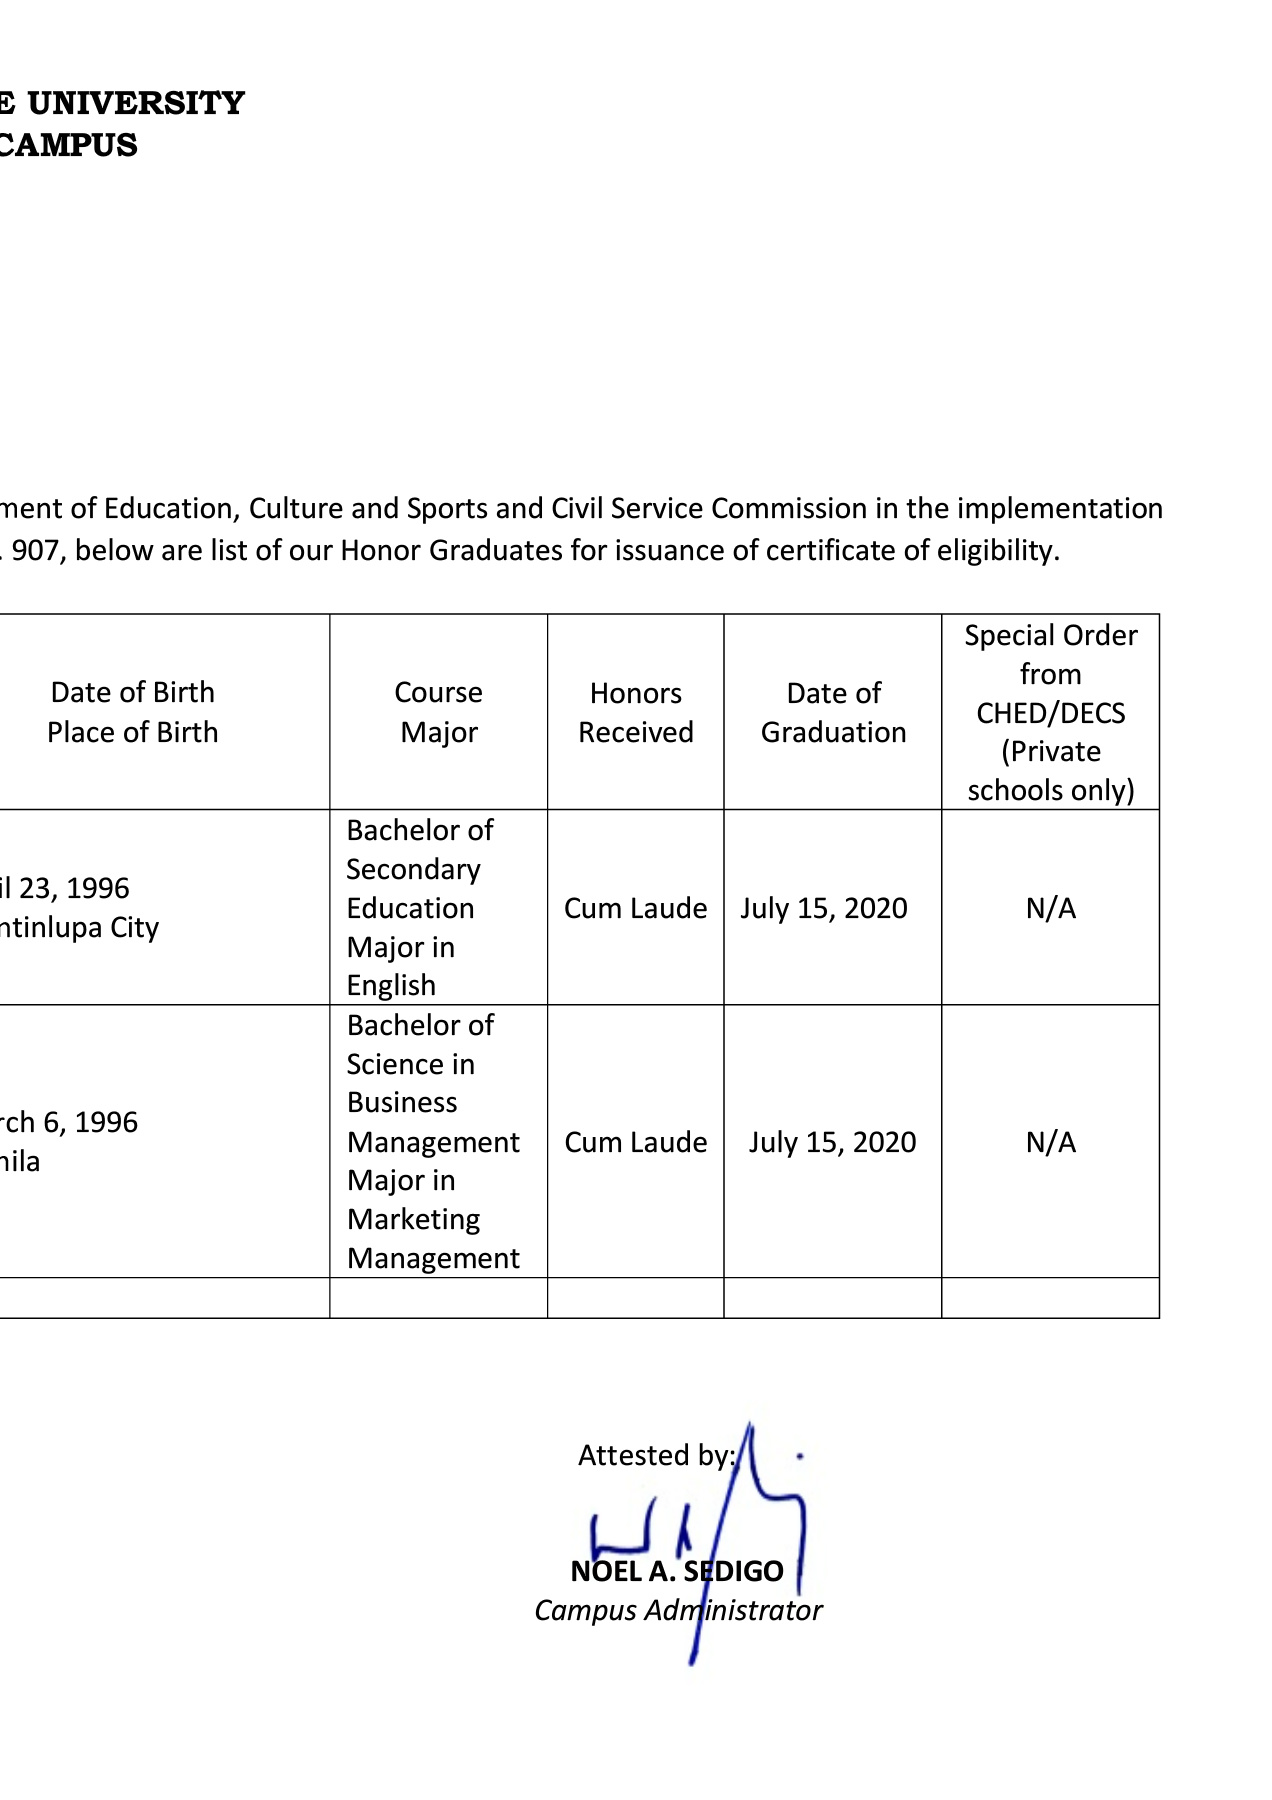 E UNIVERSITY
CAMPUS
ment of Education, Culture and Sports and Civil Service Commission in the implementation
. 907, below are list of our Honor Graduates for issuance of certificate of eligibility.
Date of Birth
Place of Birth
Course
Major
Honors
Received
Date of
Graduation
Special Order
from
CHED/DECS
(Private
schools only)
il 23, 1996
ntinlupa City
Bachelor of
Secondary
Education
Major in
English
Cum Laude
July 15, 2020
N/A
rch 6, 1996
nila
Bachelor of
Science in
Business
Management
Major in
Marketing
Management
Cum Laude
July 15, 2020
N/A
Attested by:
NOEL A. SEDIGO
Campus Administrator